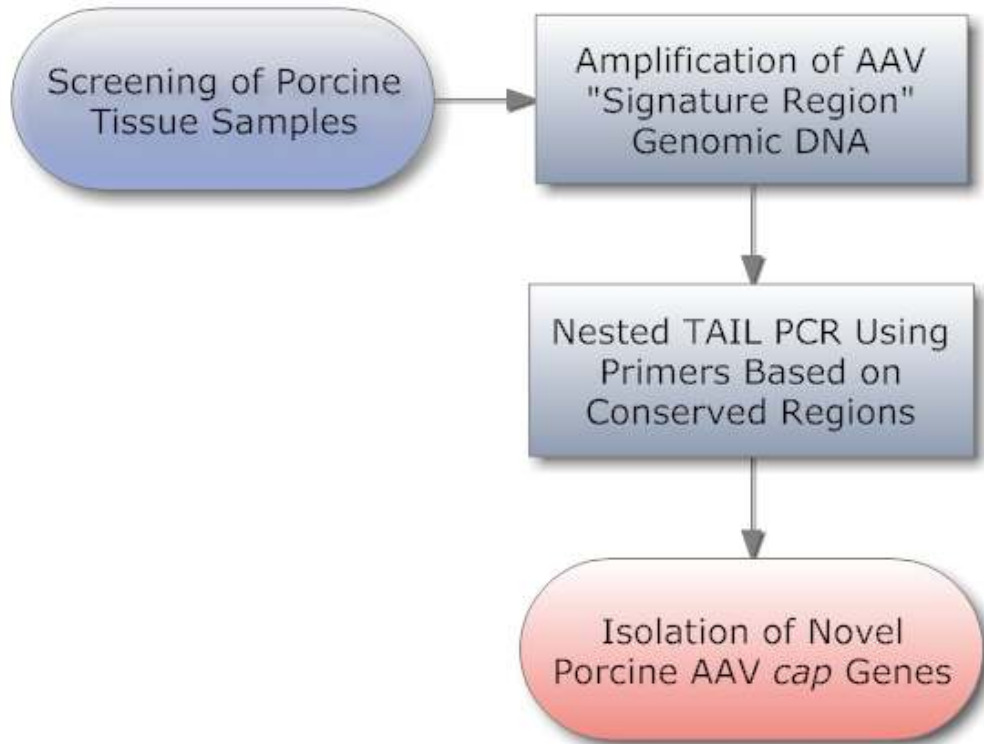 Screening of Porcine
Tissue Samples
Amplification of AAV
"Signature Region"
Genomic DNA
Nested TAIL PCR Using
Primers Based on
Conserved Regions
Isolation of Novel
Porcine AAV cap Genes